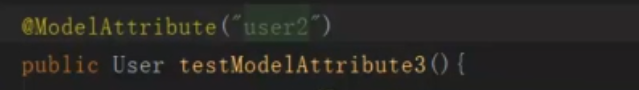 @ModelAttribute("user2")
public User testModelAttribute3(){